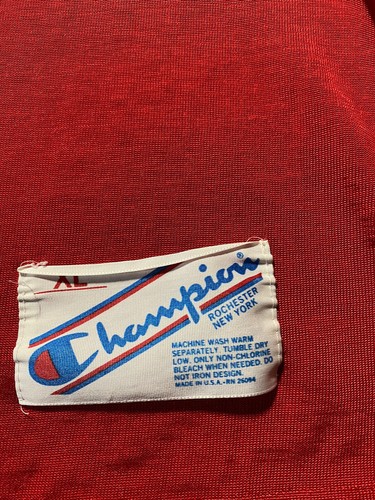 XL
Champion®
ROCHESTER
NEW YORK
MACHINE WASH WARM
SEPARATELY. TUMBLE DRY
LOW. ONLY NON-CHLORINE
BLEACH WHEN NEEDED. DO
NOT IRON DESIGN.
MADE IN U.S.A.-RN 26094